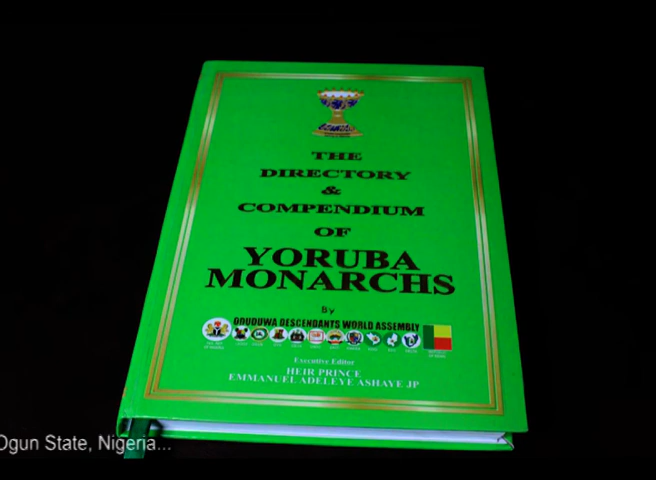 THE
DIRECTORY
&
COMPENDIUM
OF
YORUBA
MONARCHS
By
ODUDUWA DESCENDANTS WORLD ASSEMBLY
Executive Editor
HEIR PRINCE
EMMANUEL ADELEYE ASHAYE JP
Ogun State, Nigeria...